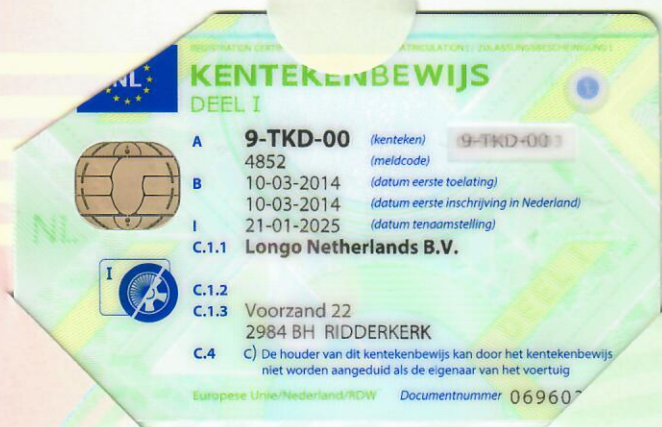 NL
KENTEKENBEWIJS
DEEL I
A 9-TKD-00 (kenteken) 9-TKD-00
4852 (meldcode)
B 10-03-2014 (datum eerste toelating)
10-03-2014 (datum eerste inschrijving in Nederland)
I 21-01-2025 (datum tenaamstelling)
NL
C.1.1 Longo Netherlands B.V.
I
C.1.2
C.1.3 Voorzand 22
2984 BH RIDDERKERK
C.4 C) De houder van dit kentekenbewijs kan door het kentekenbewijs
niet worden aangeduid als de eigenaar van het voertuig
Europese Unie/Nederland/RDW Documentnummer 06960